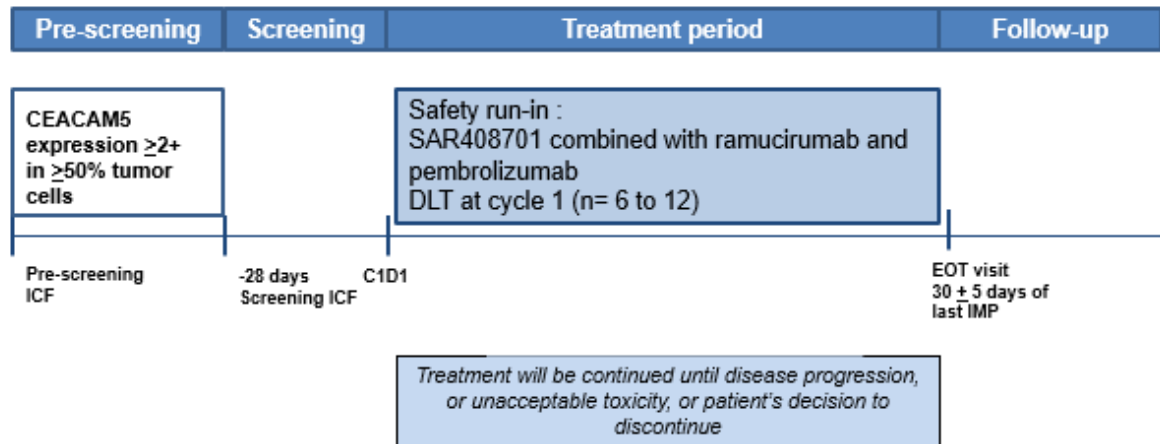 Pre-screening
Screening
Treatment period
Follow-up
CEACAM5
expression ≥2+
in ≥50% tumor
cells
Safety run-in :
SAR408701 combined with ramucirumab and
pembrolizumab
DLT at cycle 1 (n= 6 to 12)
Pre-screening
ICF
-28 days
Screening ICF
C1D1
EOT visit
30 ± 5 days of
last IMP
Treatment will be continued until disease progression,
or unacceptable toxicity, or patient's decision to
discontinue